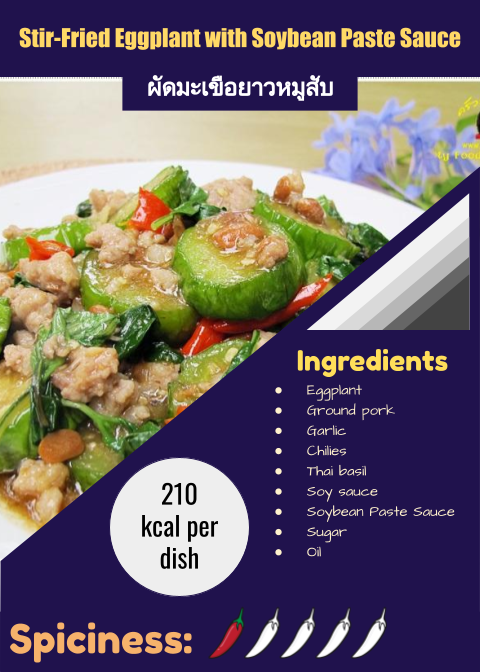 Stir-Fried Eggplant with Soybean Paste Sauce
ผัดมะเขือยาวหมูสับ
Ingredients
Eggplant
Ground pork
Garlic
Chilies
Thai basil
Soy sauce
Soybean Paste Sauce
Sugar
Oil
210
kcal per
dish
Spiciness: